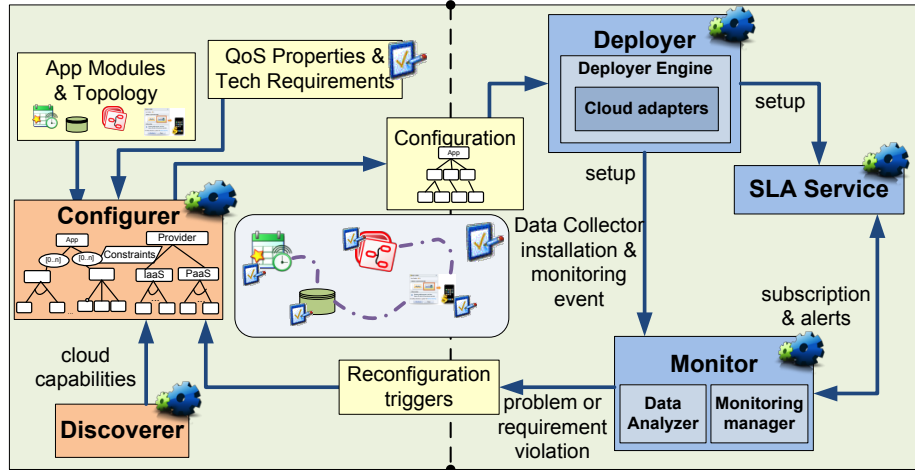 App Modules
& Topology
QoS Properties &
Tech Requirements
Deployer
Deployer Engine
Cloud adapters
setup
Configuration
App
setup
SLA Service
Configurer
App
Provider
[0..n]
[0..n]
Constraints
IaaS
PaaS
...
...
...
Data Collector
installation &
monitoring
event
subscription
& alerts
cloud
capabilities
Reconfiguration
triggers
Monitor
Data
Analyzer
Monitoring
manager
problem or
requirement
violation
Discoverer